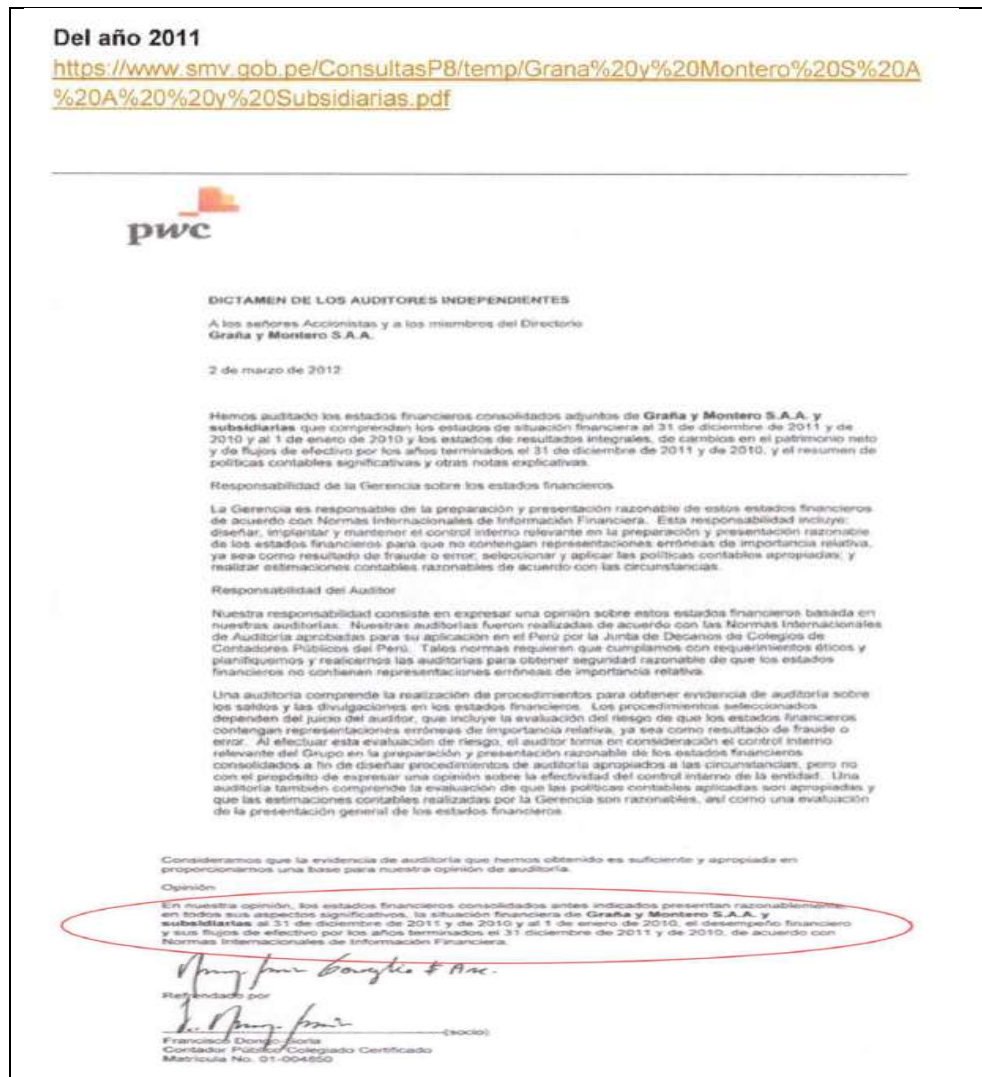 Del año 2011
https://www.smv.gob.pe/ConsultasP8/temp/Grana%20y%20Montero%20S%20A
%20A%20%20y%20Subsidiarias.pdf
pwc
DICTAMEN DE LOS AUDITORES INDEPENDIENTES
A los señores Accionistas y a los miembros del Directorio
Graña y Montero S.A.A.
2 de marzo de 2012
Hemos auditado los estados financieros consolidados adjuntos de Graña y Montero S.A.A. y
subsidiarias que comprenden los estados de situación financiera al 31 de diciembre de 2011 y de
2010 y al 1 de enero de 2010 y los estados de resultados integrales, de cambios en el patrimonio neto
y de flujos de efectivo por los años terminados el 31 de diciembre de 2011 y de 2010, y el resumen de
políticas contables significativas y otras notas explicativas.
Responsabilidad de la Gerencia sobre los estados financieros
La Gerencia es responsable de la preparación y presentación razonable de estos estados financieros
de acuerdo con Normas Internacionales de Información Financiera. Esta responsabilidad incluye:
diseñar, implantar y mantener el control interno relevante en la preparación y presentación razonable
de los estados financieros para que no contengan representaciones erróneas de importancia relativa,
ya sea como resultado de fraude o error; seleccionar y aplicar las políticas contables apropiadas; y
realizar estimaciones contables razonables de acuerdo con las circunstancias.
Responsabilidad del Auditor
Nuestra responsabilidad consiste en expresar una opinión sobre estos estados financieros basada en
nuestras auditorías. Nuestras auditorías fueron realizadas de acuerdo con las Normas Internacionales
de Auditoría aprobadas para su aplicación en el Perú por la Junta de Decanos de Colegios de
Contadores Públicos del Perú. Tales normas requieren que cumplamos con requerimientos éticos y
planifiquemos y realicemos las auditorías para obtener seguridad razonable de que los estados
financieros no contienen representaciones erróneas de importancia relativa.
Una auditoría comprende la realización de procedimientos para obtener evidencia de auditoría sobre
los saldos y las divulgaciones en los estados financieros. Los procedimientos seleccionados
dependen del juicio del auditor, que incluye la evaluación del riesgo de que los estados financieros
contengan representaciones erróneas de importancia relativa, ya sea como resultado de fraude o
error. Al efectuar esta evaluación de riesgo, el auditor toma en consideración el control interno
relevante del Grupo en la preparación y presentación razonable de los estados financieros
consolidados a fin de diseñar procedimientos de auditoría apropiados a las circunstancias, pero no
con el propósito de expresar una opinión sobre la efectividad del control interno de la entidad. Una
auditoría también comprende la evaluación de que las políticas contables aplicadas son apropiadas y
que las estimaciones contables realizadas por la Gerencia son razonables, así como una evaluación
de la presentación general de los estados financieros.
Consideramos que la evidencia de auditoría que hemos obtenido es suficiente y apropiada en
proporcionarnos una base para nuestra opinión de auditoría.
Opinión
En nuestra opinión, los estados financieros consolidados antes indicados presentan razonablemente,
en todos sus aspectos significativos, la situación financiera de Graña y Montero S.A.A. y
subsidiarias al 31 de diciembre de 2011 y de 2010 y al 1 de enero de 2010, el desempeño financiero
y sus flujos de efectivo por los años terminados el 31 diciembre de 2011 y de 2010, de acuerdo con
Normas Internacionales de Información Financiera.
Refrendado por
(socio)
Francisco Dongo-Soria
Contador Público Colegiado Certificado
Matrícula No. 01-004850